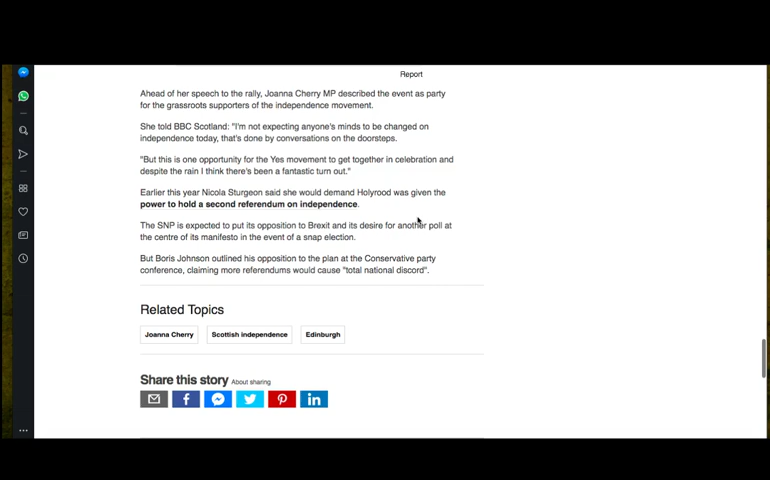 Report
Ahead of her speech to the rally, Joanna Cherry MP described the event as party
for the grassroots supporters of the independence movement.
She told BBC Scotland: "I'm not expecting anyone's minds to be changed on
independence today, that's done by conversations on the doorsteps.
"But this is one opportunity for the Yes movement to get together in celebration and
despite the rain I think there's been a fantastic turn out."
Earlier this year Nicola Sturgeon said she would demand Holyrood was given the
power to hold a second referendum on independence.
The SNP is expected to put its opposition to Brexit and its desire for another poll at
the centre of its manifesto in the event of a snap election.
But Boris Johnson outlined his opposition to the plan at the Conservative party
conference, claiming more referendums would cause "total national discord".
Related Topics
Joanna Cherry Scottish independence Edinburgh
Share this story About sharing